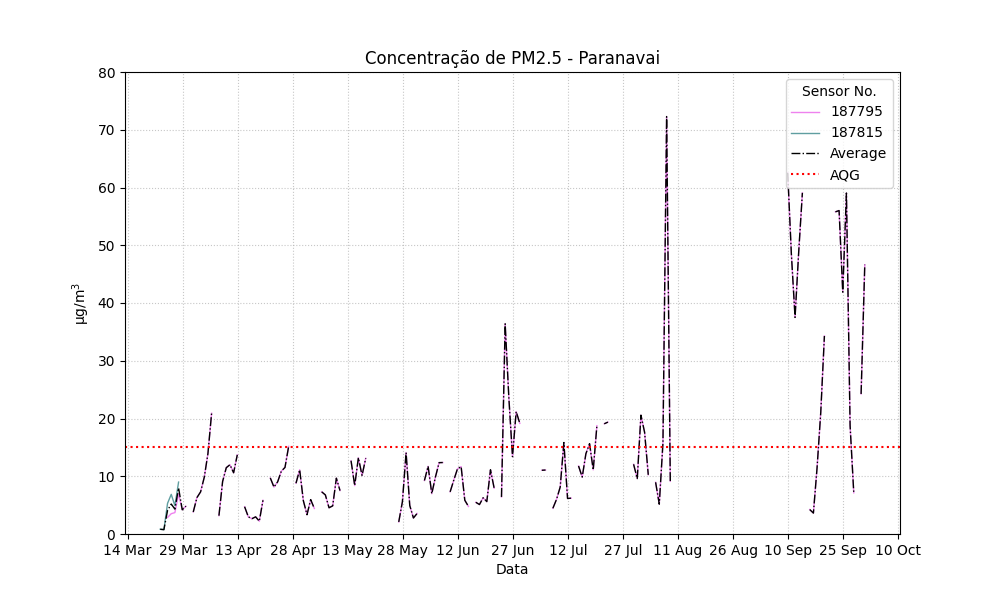 Concentração de PM2.5 - Paranavai
80
70
60
50
40
30
20
10
0
µg/m³
Sensor No.
187795
187815
Average
AQG
14 Mar 29 Mar 13 Apr 28 Apr 13 May 28 May 12 Jun 27 Jun 12 Jul 27 Jul 11 Aug 26 Aug 10 Sep 25 Sep 10 Oct
Data